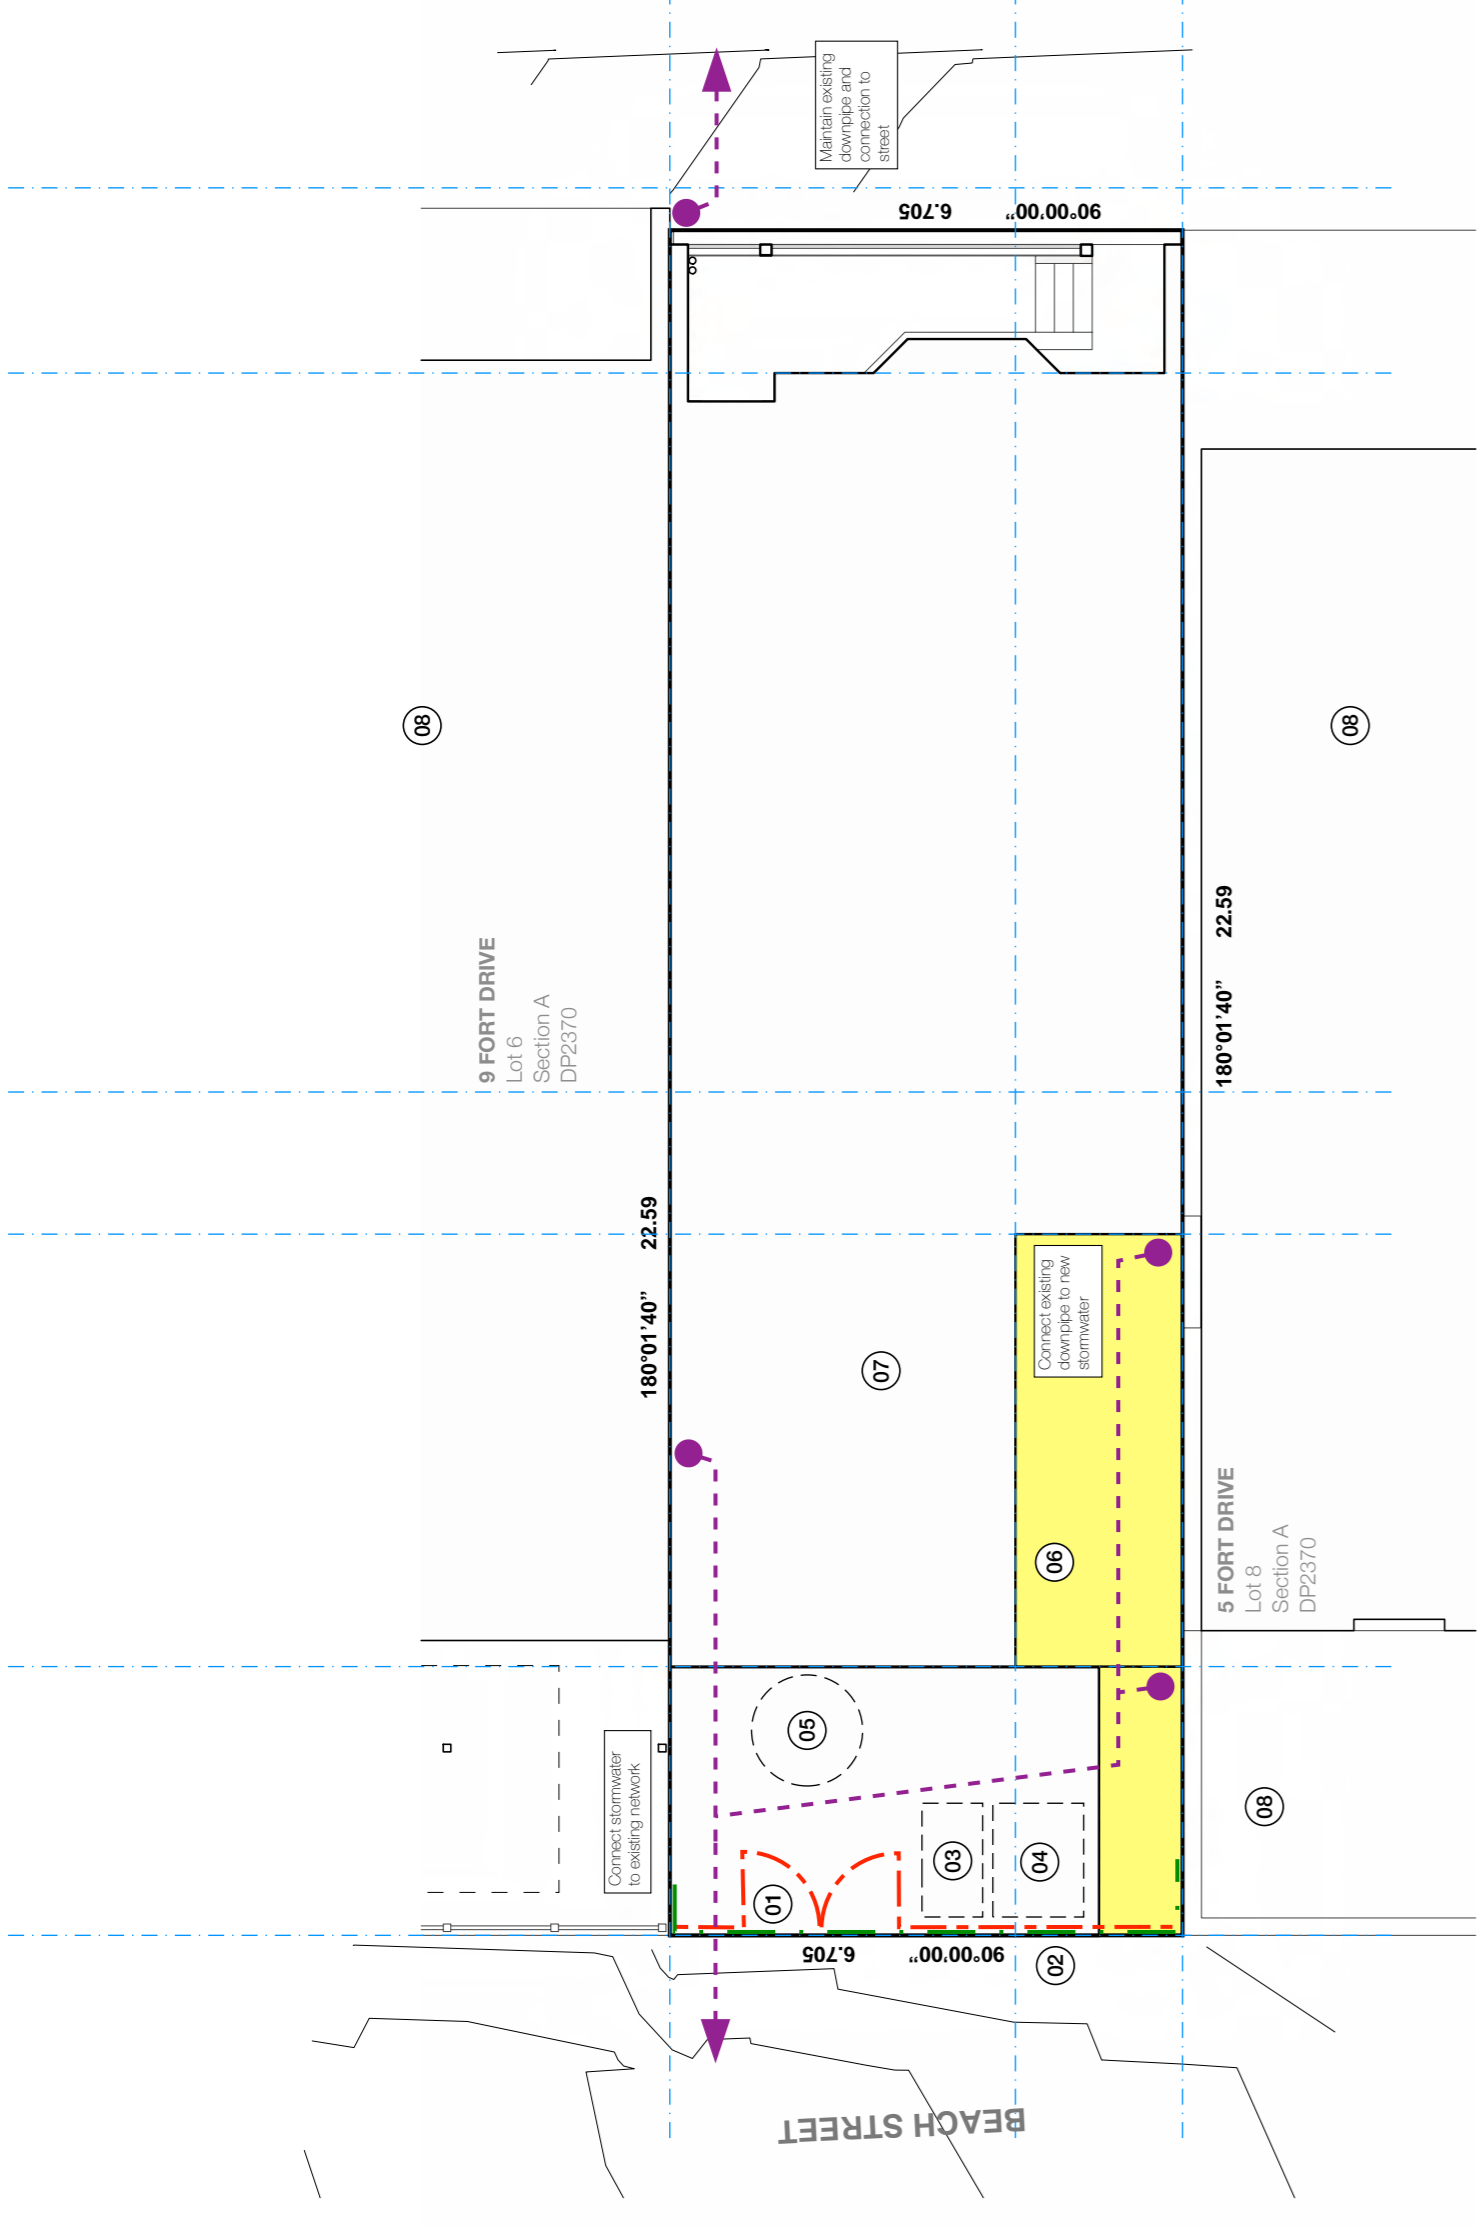 Maintain existing
downpipe and
connection to
street
6.705 90°00'00"
08
08
9 FORT DRIVE
Lot 6
Section A
DP2370
180°01'40" 22.59
180°01'40" 22.59
Connect existing
downpipe to new
stormwater
07
06
5 FORT DRIVE
Lot 8
Section A
DP2370
Connect stormwater
to existing network
05
03
04
01
08
6.705 90°00'00"
02
BEACH STREET